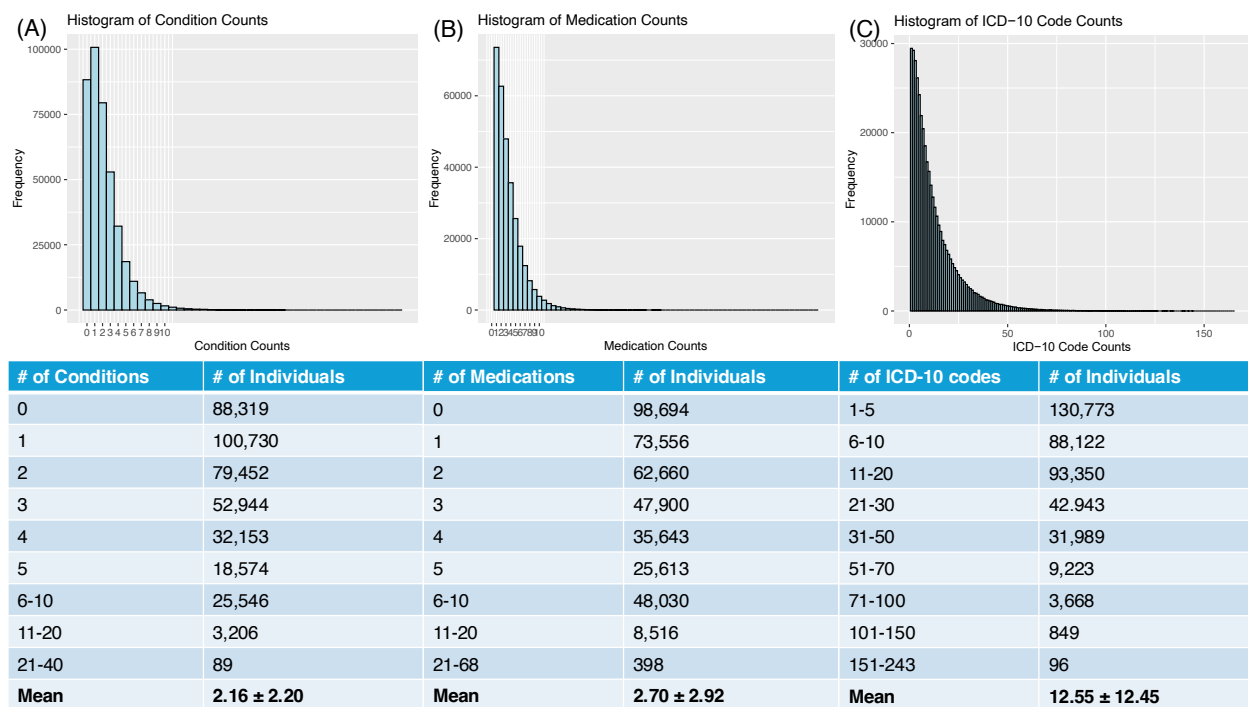 (A) Histogram of Condition Counts
100000
75000
50000
25000
0
Frequency
0 1 2 3 4 5 6 7 8 910
Condition Counts
(B) Histogram of Medication Counts
60000
40000
20000
0
Frequency
012345678910
Medication Counts
(C) Histogram of ICD−10 Code Counts
30000
20000
10000
0
Frequency
0 50 100 150
ICD−10 Code Counts
# of Conditions # of Individuals # of Medications # of Individuals # of ICD-10 codes # of Individuals
0 88,319 0 98,694 1-5 130,773
1 100,730 1 73,556 6-10 88,122
2 79,452 2 62,660 11-20 93,350
3 52,944 3 47,900 21-30 42.943
4 32,153 4 35,643 31-50 31,989
5 18,574 5 25,613 51-70 9,223
6-10 25,546 6-10 48,030 71-100 3,668
11-20 3,206 11-20 8,516 101-150 849
21-40 89 21-68 398 151-243 96
Mean 2.16 ± 2.20 Mean 2.70 ± 2.92 Mean 12.55 ± 12.45